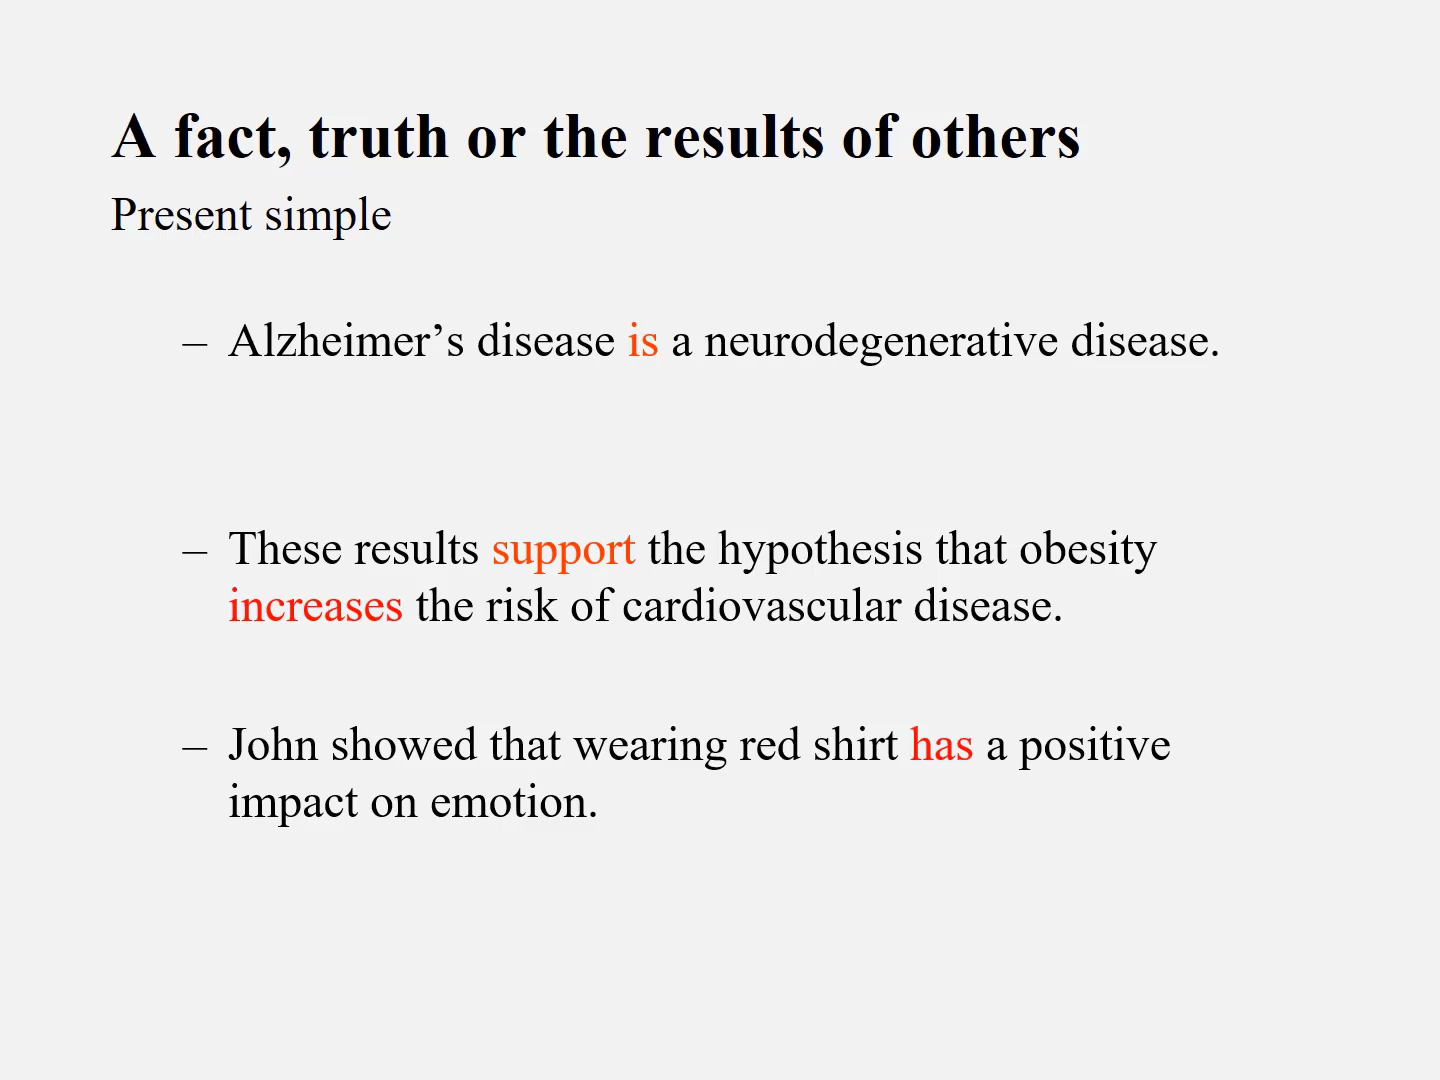 A fact, truth or the results of others
Present simple
– Alzheimer’s disease is a neurodegenerative disease.
– These results support the hypothesis that obesity
increases the risk of cardiovascular disease.
– John showed that wearing red shirt has a positive
impact on emotion.